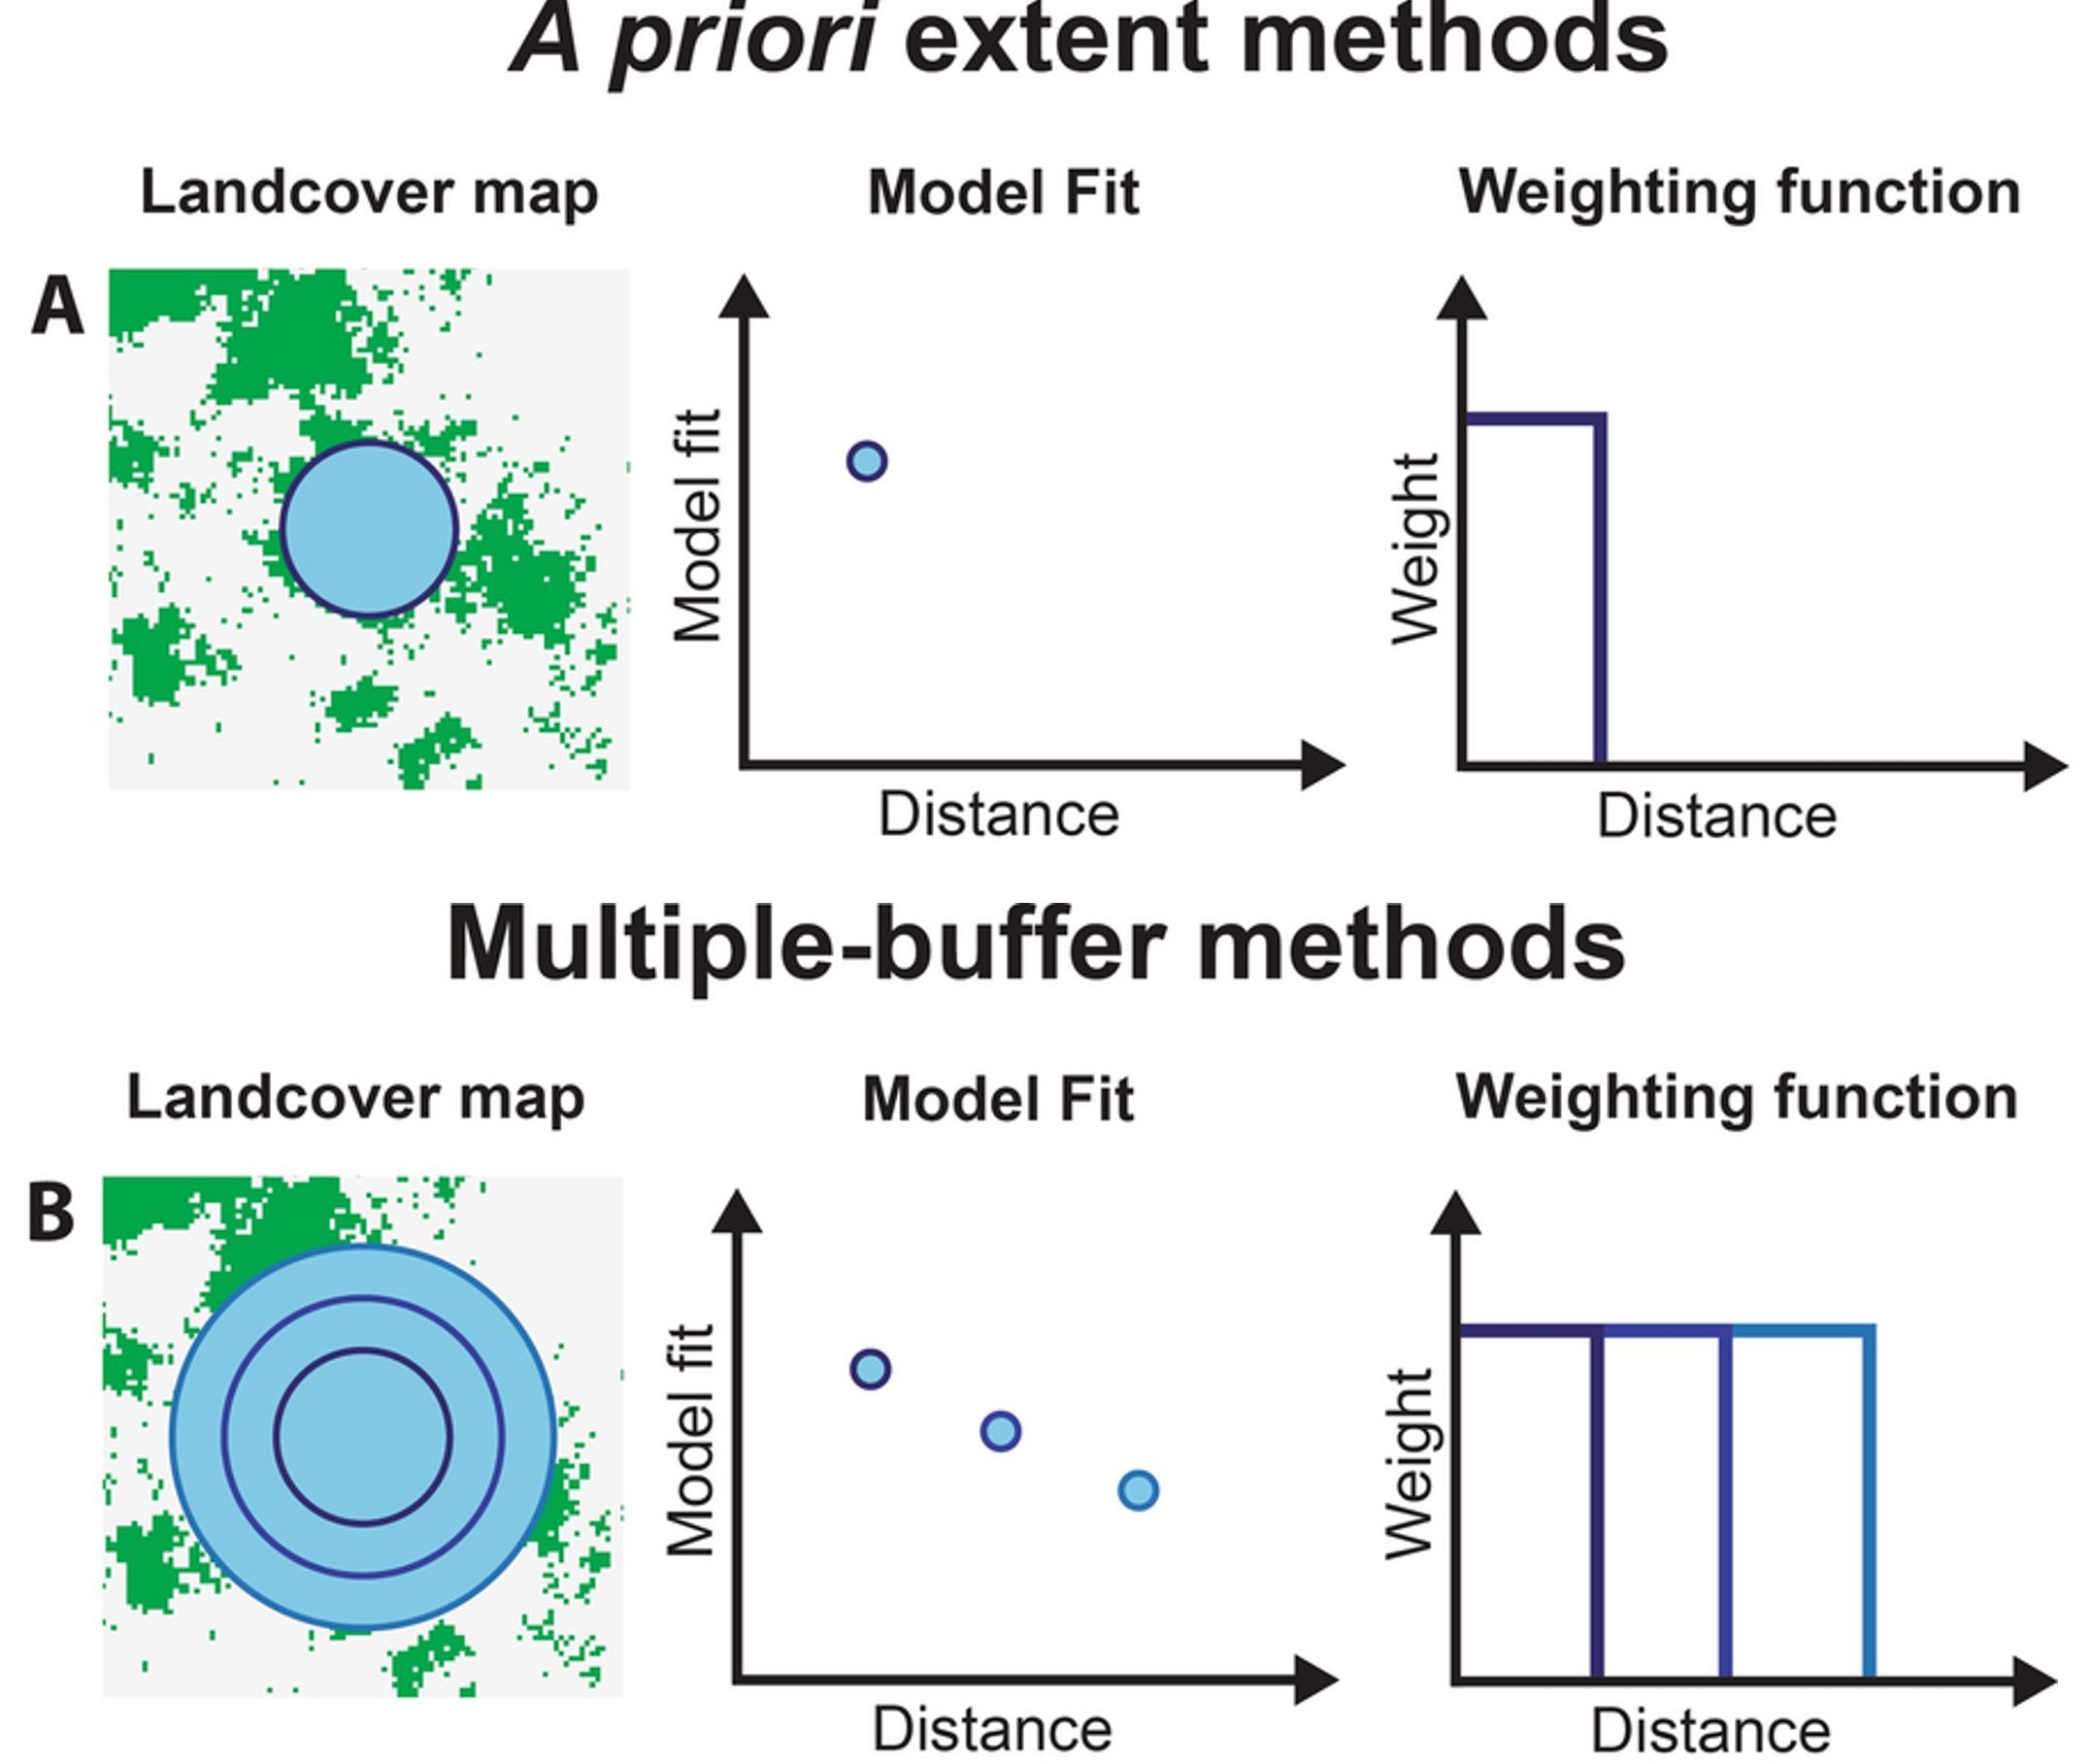 A priori extent methods
Landcover map
Model Fit
Weighting function
A
Model fit
Distance
Weight
Distance
Multiple-buffer methods
Landcover map
Model Fit
Weighting function
B
Model fit
Distance
Weight
Distance